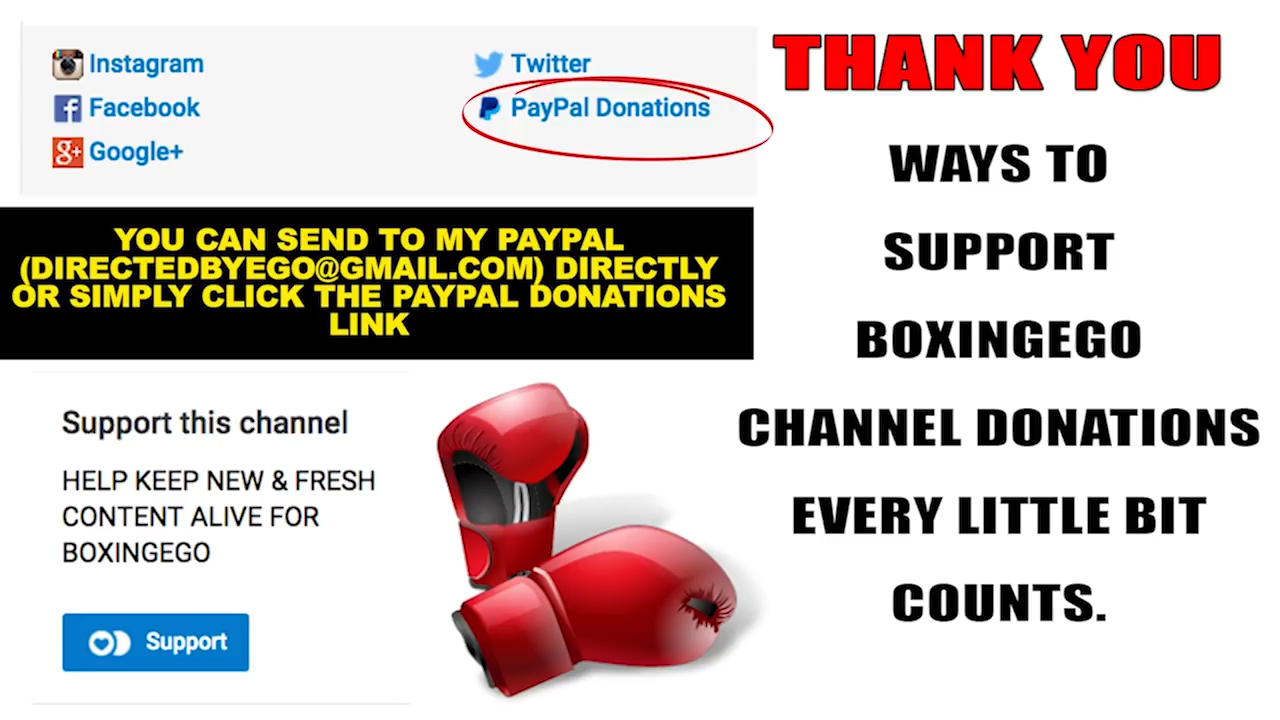 Instagram
Twitter
Facebook
PayPal Donations
Google+
YOU CAN SEND TO MY PAYPAL
(DIRECTEDBYEGO@GMAIL.COM) DIRECTLY
OR SIMPLY CLICK THE PAYPAL DONATIONS
LINK
Support this channel
HELP KEEP NEW & FRESH
CONTENT ALIVE FOR
BOXINGEGO
Support
THANK YOU
WAYS TO
SUPPORT
BOXINGEGO
CHANNEL DONATIONS
EVERY LITTLE BIT
COUNTS.